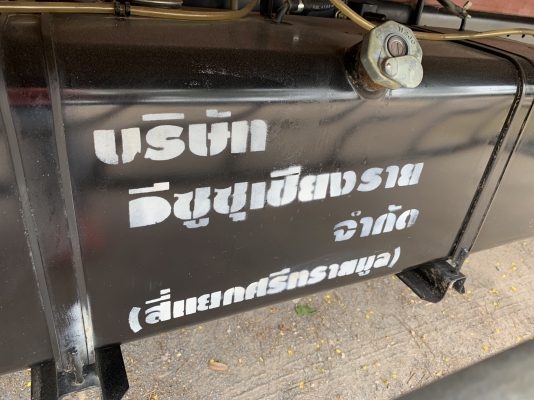 บริษัท
อีซูซุเชียงราย
จำกัด
(สี่แยกศรีทรายมูล)